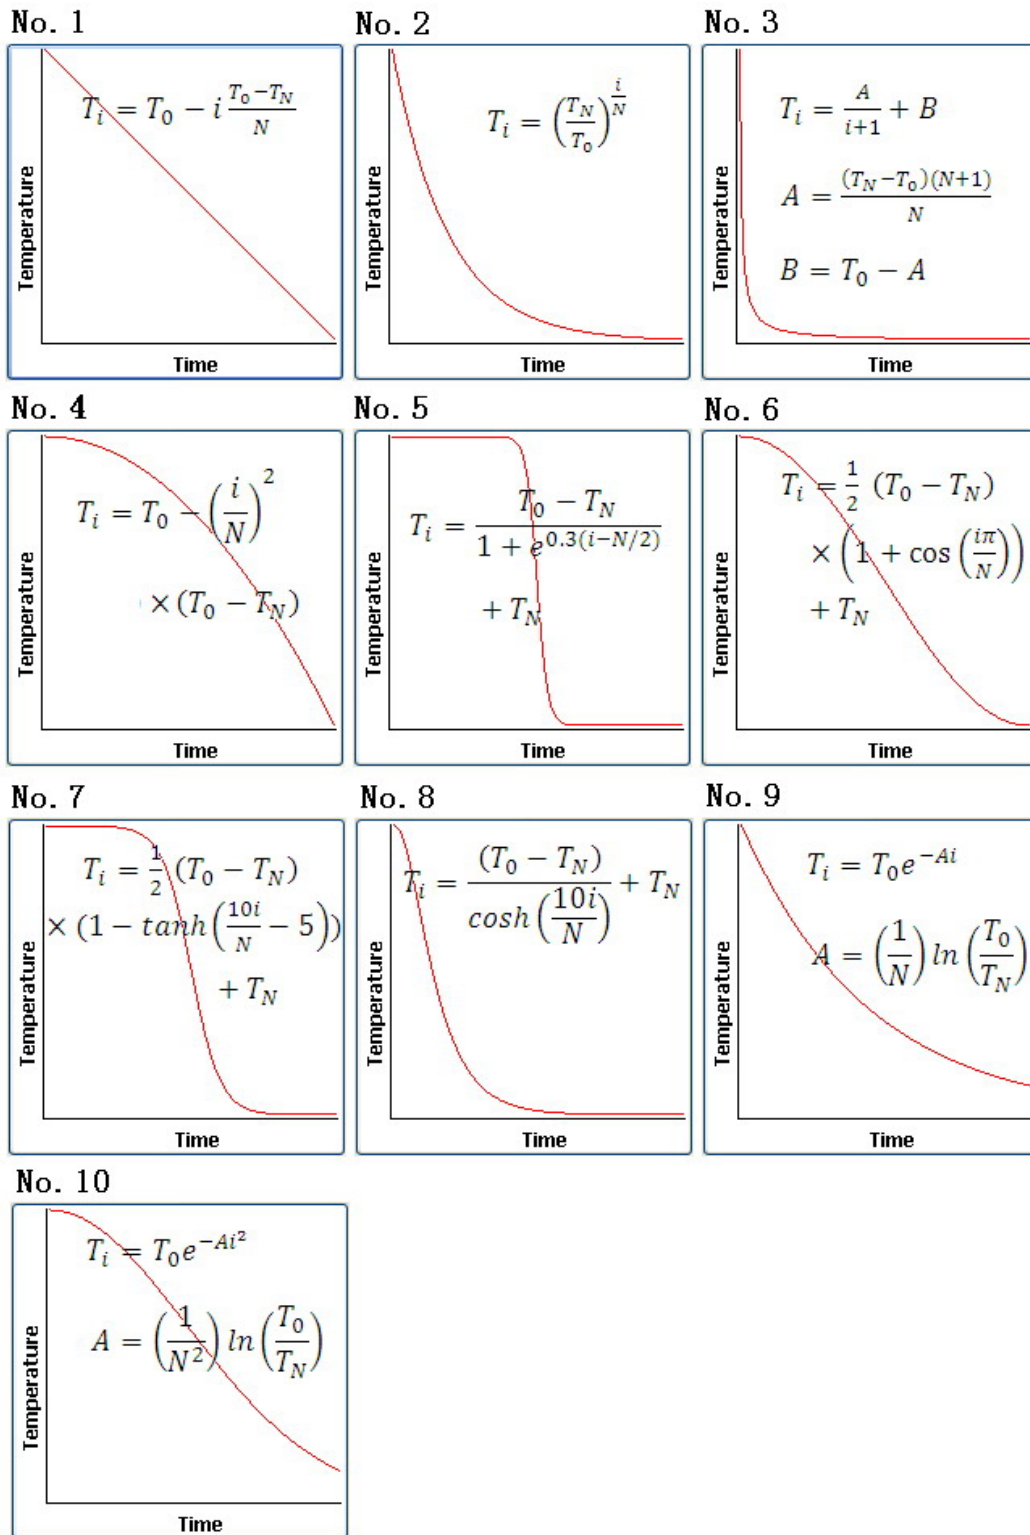 No. 1
T_i = T_0 − i (T_0−T_N)/N
Temperature
Time
No. 2
T_i = (T_N/T_0)^(i/N)
Temperature
Time
No. 3
T_i = A/(i+1) + B
A = (T_N−T_0)(N+1)/N
B = T_0 − A
Temperature
Time
No. 4
T_i = T_0 − (i/N)^2
×(T_0 − T_N)
Temperature
Time
No. 5
T_i = (T_0 − T_N)/(1 + e^(0.3(i−N/2)))
+ T_N
Temperature
Time
No. 6
T_i = 1/2 (T_0 − T_N)
× (1 + cos(iπ/N))
+ T_N
Temperature
Time
No. 7
T_i = 1/2 (T_0 − T_N)
× (1 − tanh(10i/N − 5))
+ T_N
Temperature
Time
No. 8
T_i = (T_0 − T_N)/cosh(10i/N) + T_N
Temperature
Time
No. 9
T_i = T_0 e^(−Ai)
A = (1/N) ln(T_0/T_N)
Temperature
Time
No. 10
T_i = T_0 e^(−Ai^2)
A = (1/N^2) ln(T_0/T_N)
Temperature
Time